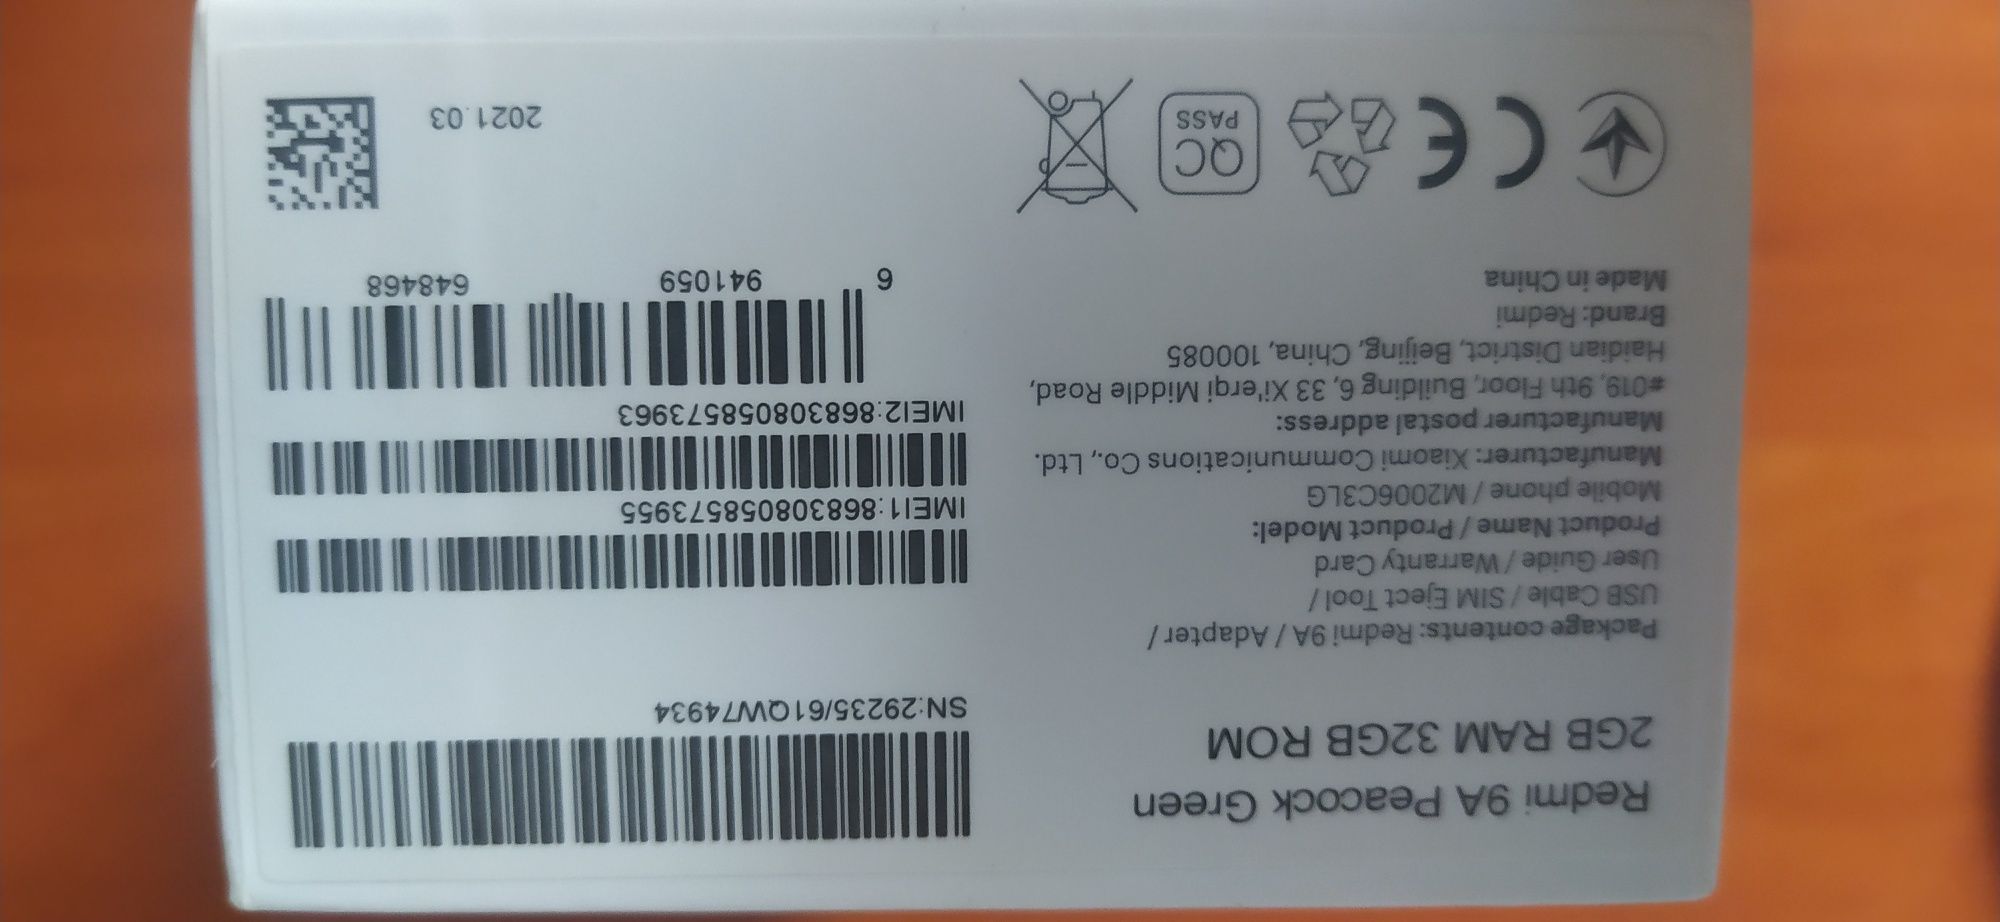 Redmi 9A Peacock Green
2GB RAM 32GB ROM
Package contents: Redmi 9A / Adapter /
USB Cable / SIM Eject Tool /
User Guide / Warranty Card
Product Name / Product Model:
Mobile phone / M2006C3LG
Manufacturer: Xiaomi Communications Co., Ltd.
Manufacturer postal address:
#019, 9th Floor, Building 6, 33 Xi'erqi Middle Road,
Haidian District, Beijing, China, 100085
Brand: Redmi
Made in China
CE
QC
PASS
SN:29235/61QW74934
IMEI1:868308058573955
IMEI2:868308058573963
6 941059 648468
2021.03